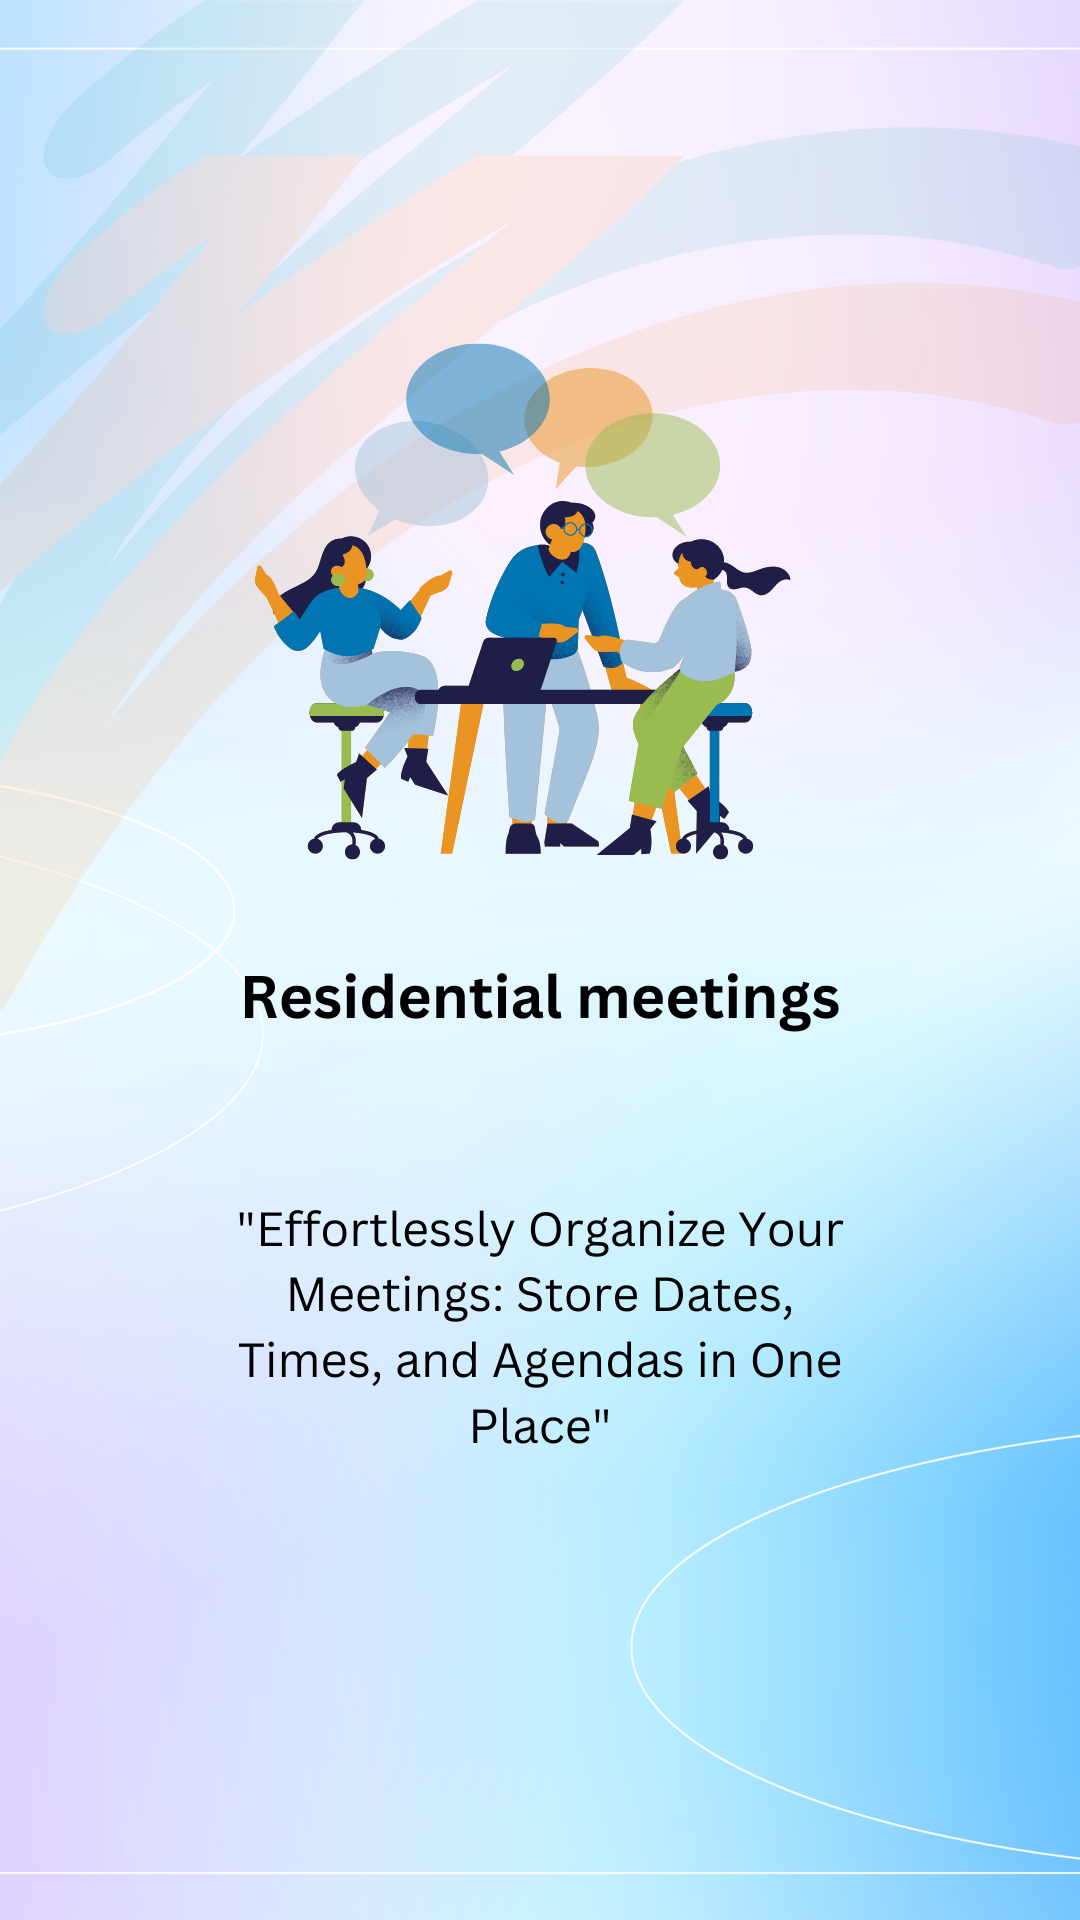 Residential meetings
"Effortlessly Organize Your
Meetings: Store Dates,
Times, and Agendas in One
Place"